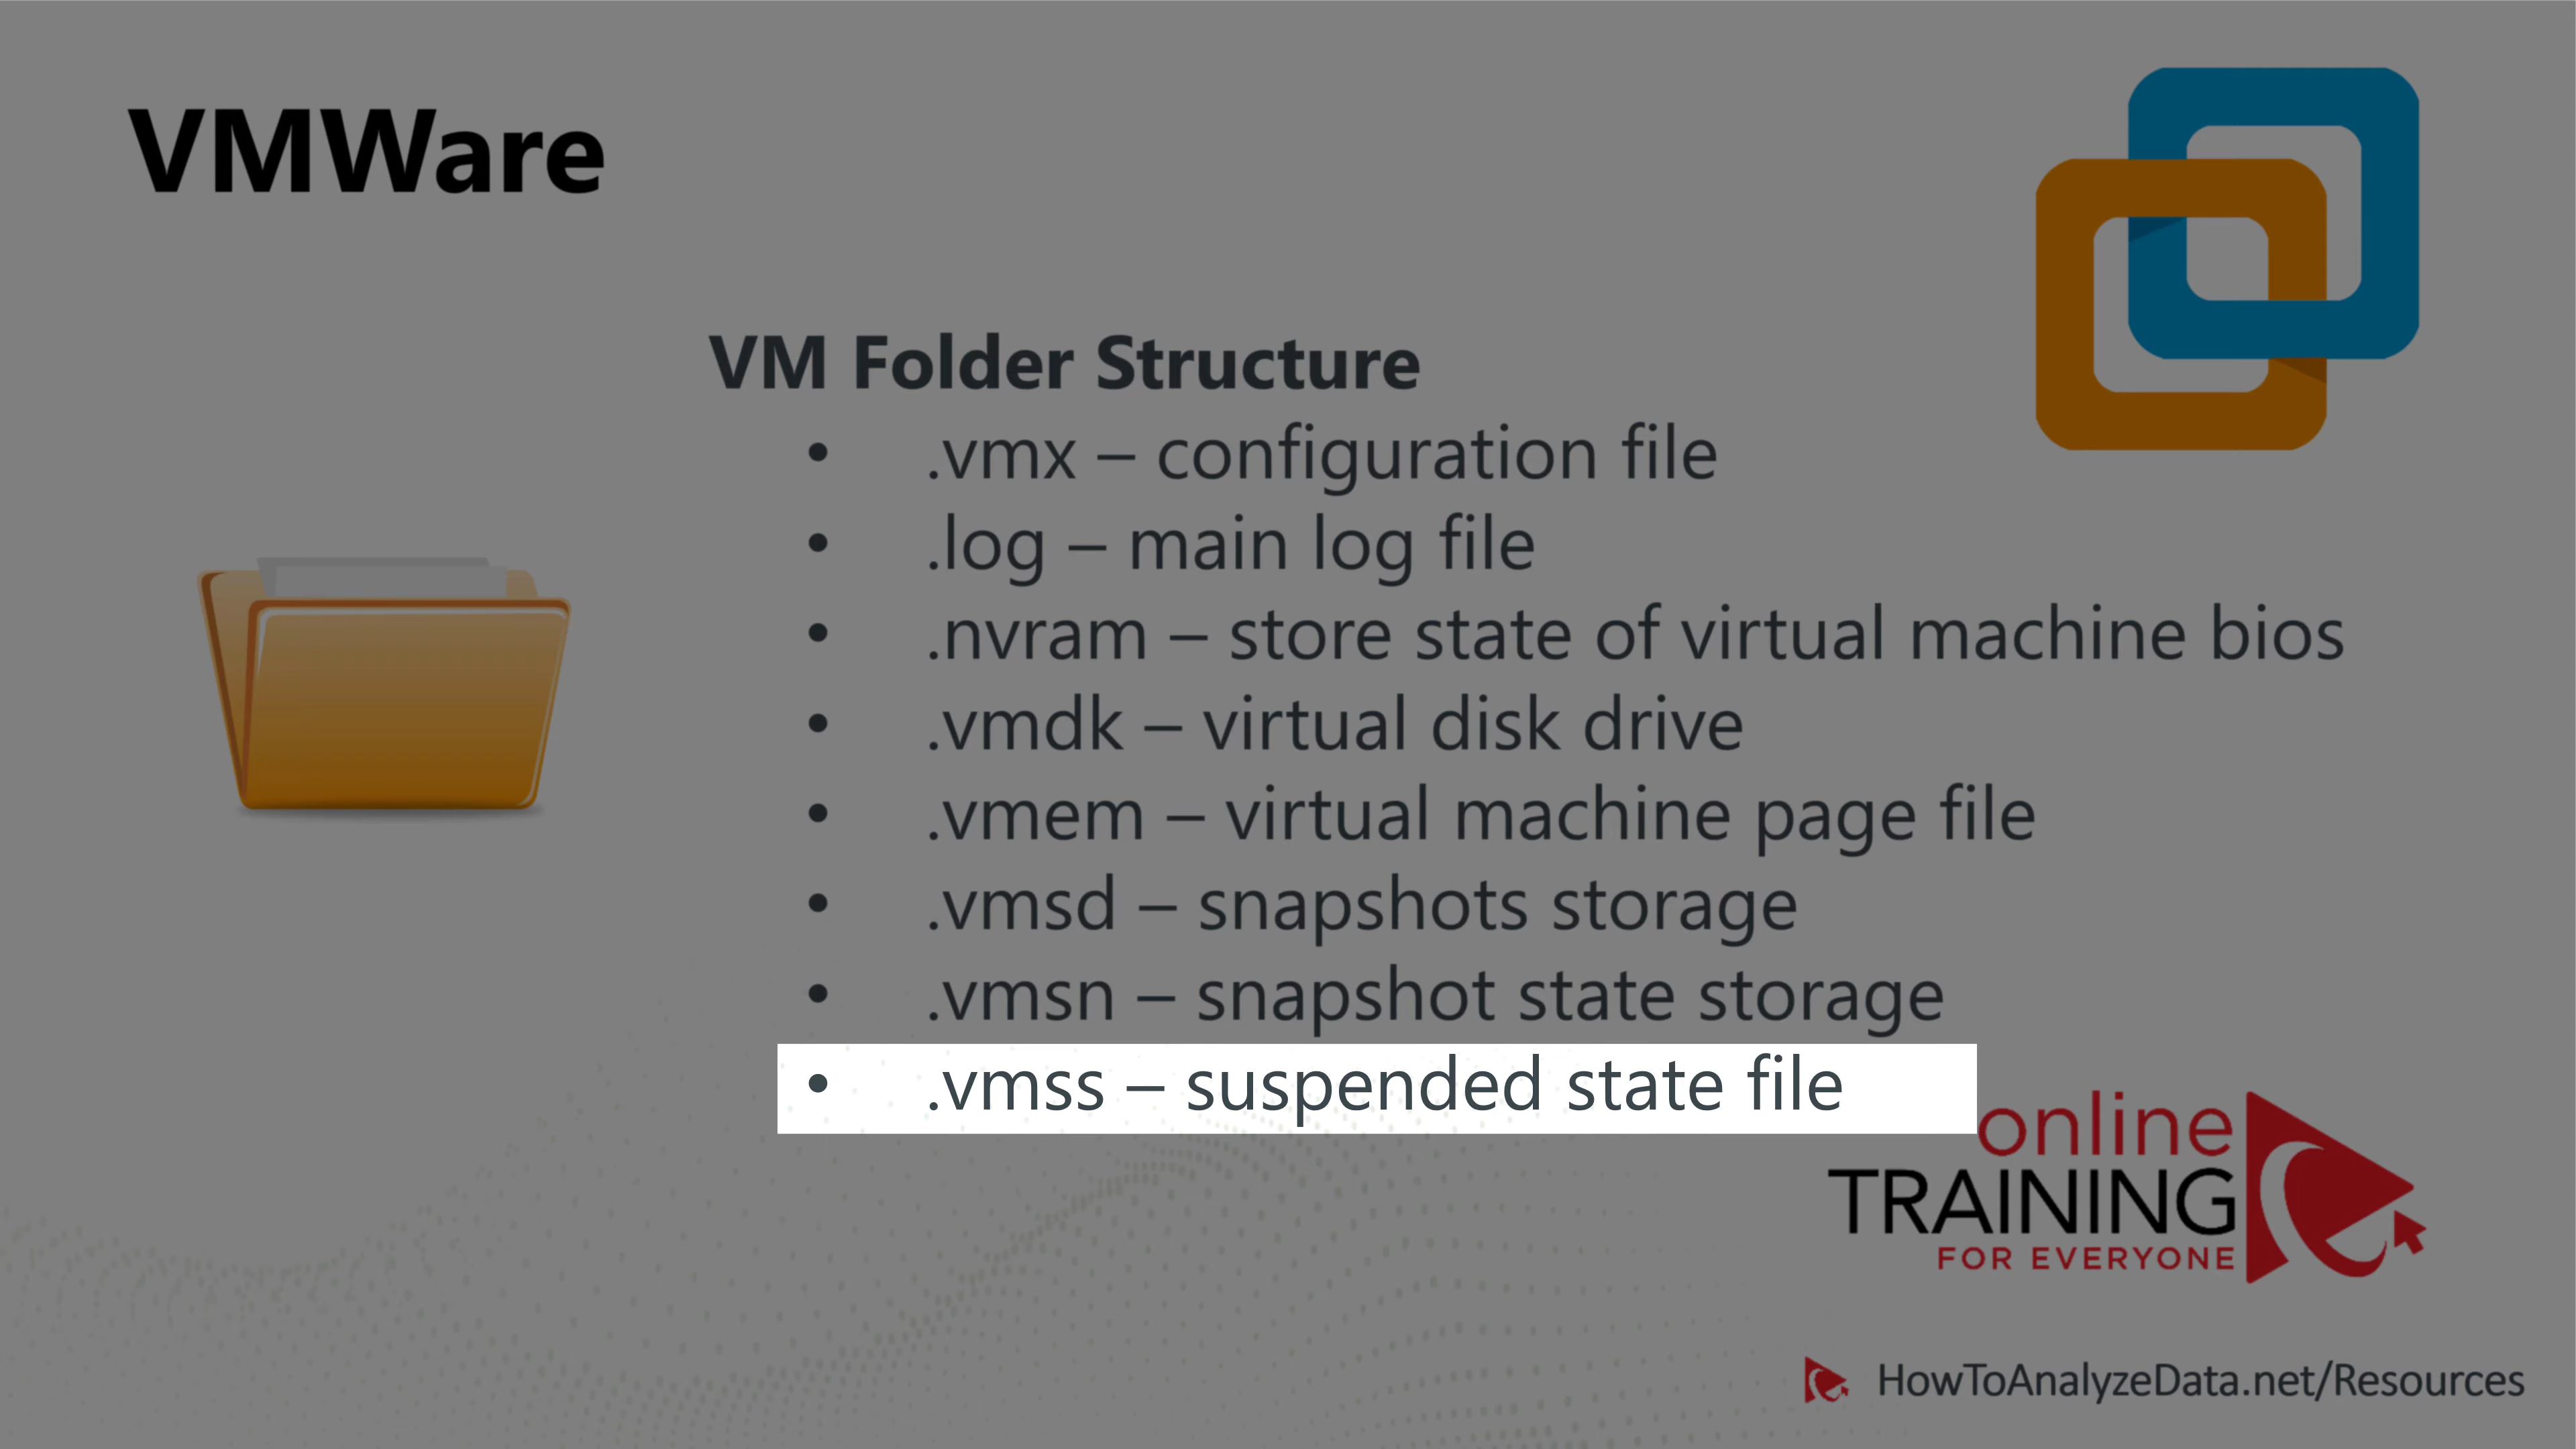 VMWare
VM Folder Structure
• .vmx – configuration file
• .log – main log file
• .nvram – store state of virtual machine bios
• .vmdk – virtual disk drive
• .vmem – virtual machine page file
• .vmsd – snapshots storage
• .vmsn – snapshot state storage
• .vmss – suspended state file
online
TRAINING
FOR EVERYONE
HowToAnalyzeData.net/Resources